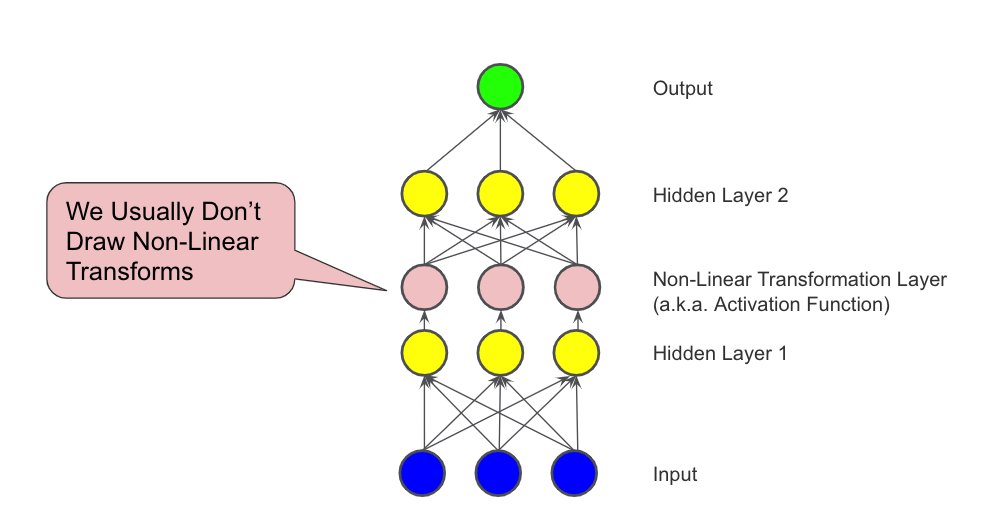 Output
Hidden Layer 2
We Usually Don’t
Draw Non-Linear
Transforms
Non-Linear Transformation Layer
(a.k.a. Activation Function)
Hidden Layer 1
Input